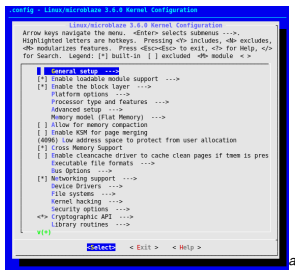 .config - Linux/microblaze 3.6.0 Kernel Configuration
Linux/microblaze 3.6.0 Kernel Configuration
Arrow keys navigate the menu. <Enter> selects submenus --->.
Highlighted letters are hotkeys. Pressing <Y> includes, <N> excludes,
<M> modularizes features. Press <Esc><Esc> to exit, <?> for Help, </>
for Search. Legend: [*] built-in [ ] excluded <M> module < >
General setup --->
[*] Enable loadable module support --->
[*] Enable the block layer --->
Platform options --->
Processor type and features --->
Advanced setup --->
Memory model (Flat Memory) --->
[ ] Allow for memory compaction
[ ] Enable KSM for page merging
(4096) Low address space to protect from user allocation
[*] Cross Memory Support
[ ] Enable cleancache driver to cache clean pages if tmem is pres
Executable file formats --->
Bus Options --->
[*] Networking support --->
Device Drivers --->
File systems --->
Kernel hacking --->
Security options --->
<*> Cryptographic API --->
Library routines --->
v(+)
<Select> < Exit > < Help >
a